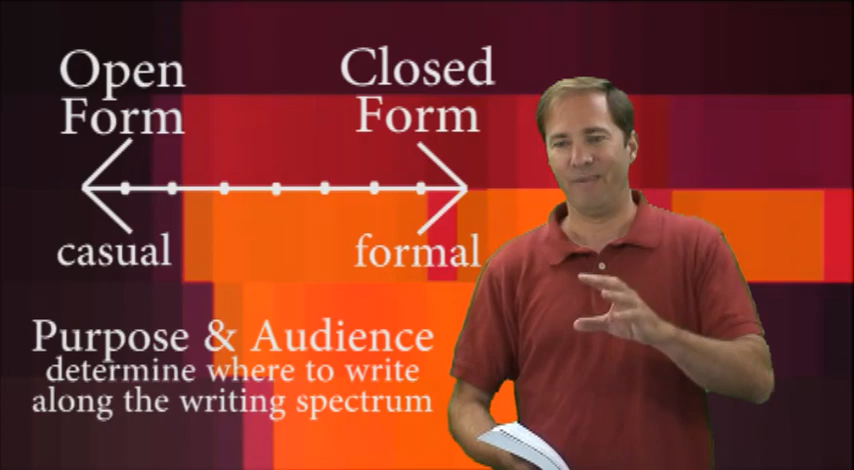 Open Closed
Form Form
casual formal
Purpose & Audience
determine where to write
along the writing spectrum